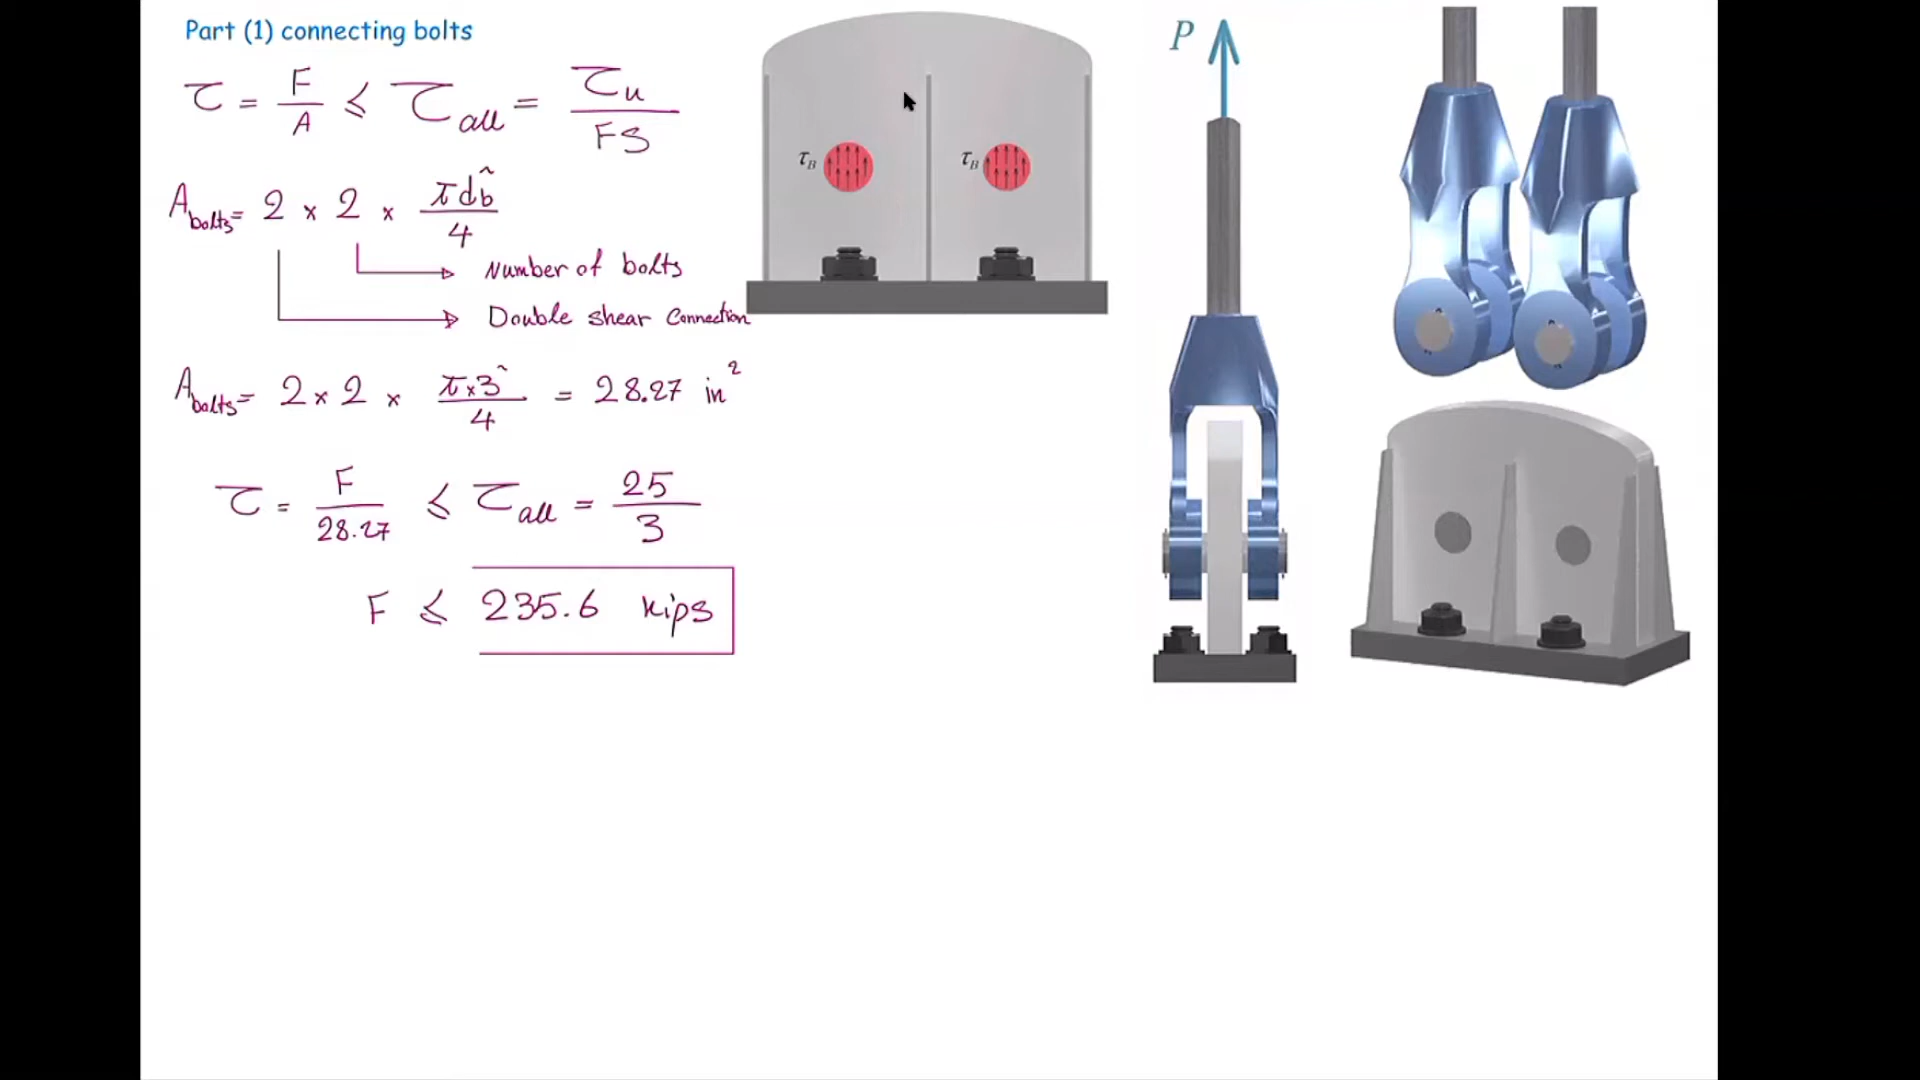 Part (1) connecting bolts
τ = F/A ≤ τall = τu/FS
Abolts = 2 × 2 × πdb²/4
Number of bolts
Double shear Connection
Abolts = 2 × 2 × π×3²/4 = 28.27 in²
τ = F/28.27 ≤ τall = 25/3
F ≤ 235.6 kips
τB τB
P